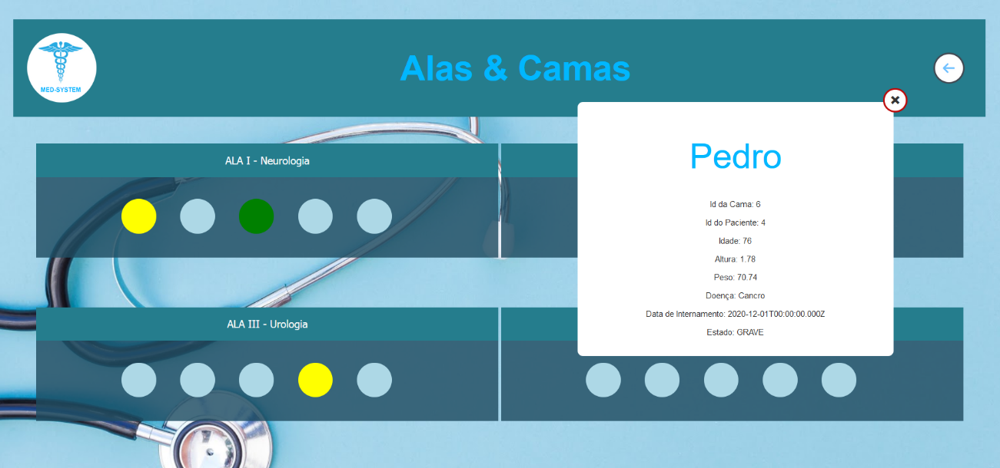 MED-SYSTEM
Alas & Camas
ALA I - Neurologia
Pedro
Id da Cama: 6
Id do Paciente: 4
Idade: 76
Altura: 1.78
Peso: 70.74
Doença: Cancro
Data de Internamento: 2020-12-01T00:00:00.000Z
Estado: GRAVE
ALA III - Urologia